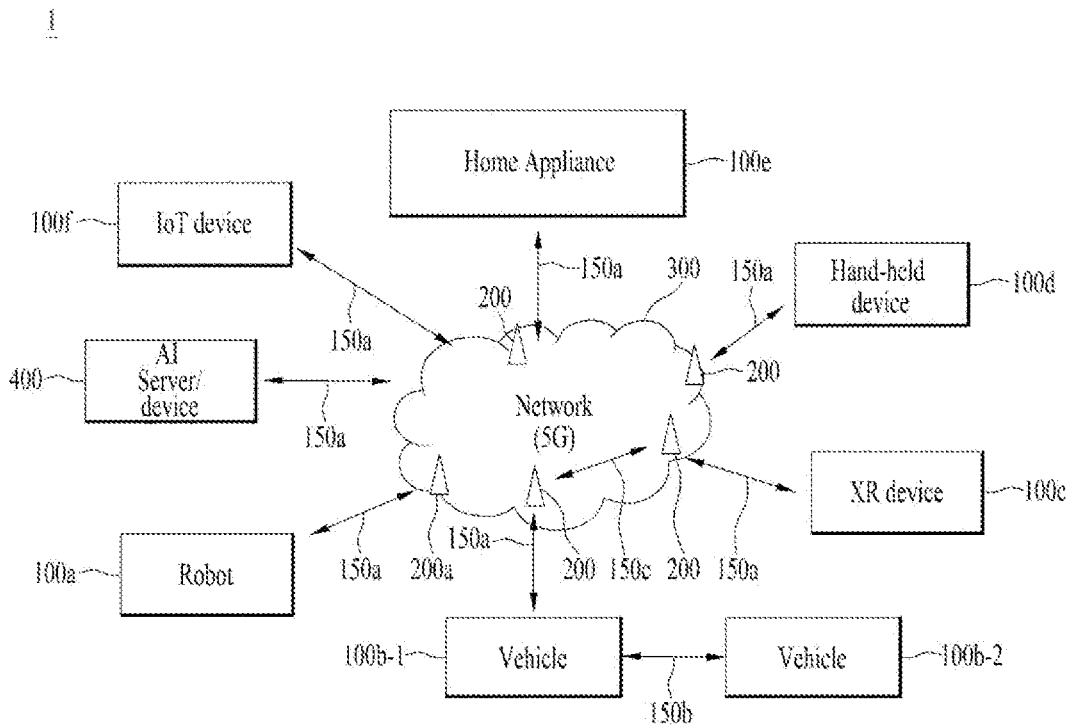 1
Home Appliance
100e
IoT device
100f
150a
300
150a
Hand-held
device
100d
200
150a
AI
Server/
device
400
150a
200
Network
(5G)
XR device
100c
150a
150a
200a
200
150c
200
150a
Robot
100a
Vehicle
100b-1
Vehicle
100b-2
150b